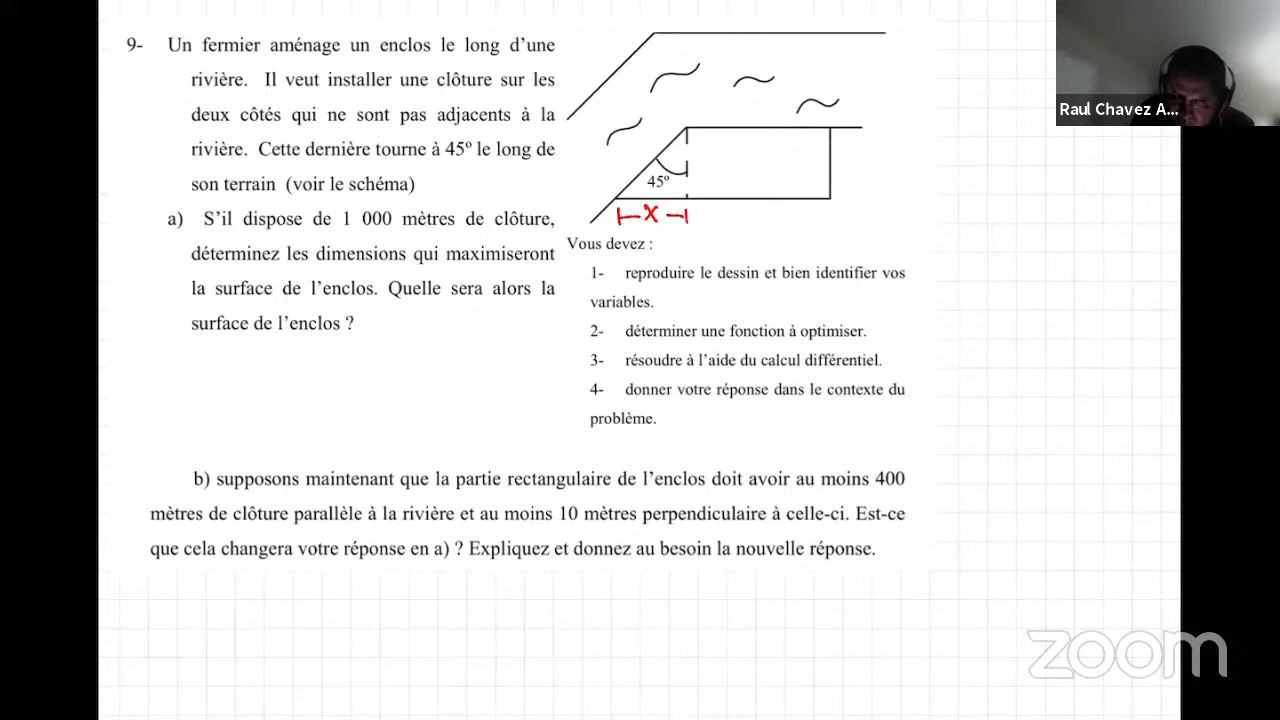 9- Un fermier aménage un enclos le long d'une
rivière. Il veut installer une clôture sur les
deux côtés qui ne sont pas adjacents à la
rivière. Cette dernière tourne à 45º le long de
son terrain (voir le schéma)
a) S'il dispose de 1 000 mètres de clôture,
déterminez les dimensions qui maximiseront
la surface de l'enclos. Quelle sera alors la
surface de l'enclos ?
45º
x
Vous devez :
1- reproduire le dessin et bien identifier vos
variables.
2- déterminer une fonction à optimiser.
3- résoudre à l'aide du calcul différentiel.
4- donner votre réponse dans le contexte du
problème.
b) supposons maintenant que la partie rectangulaire de l'enclos doit avoir au moins 400
mètres de clôture parallèle à la rivière et au moins 10 mètres perpendiculaire à celle-ci. Est-ce
que cela changera votre réponse en a) ? Expliquez et donnez au besoin la nouvelle réponse.
Raul Chavez A...
zoom